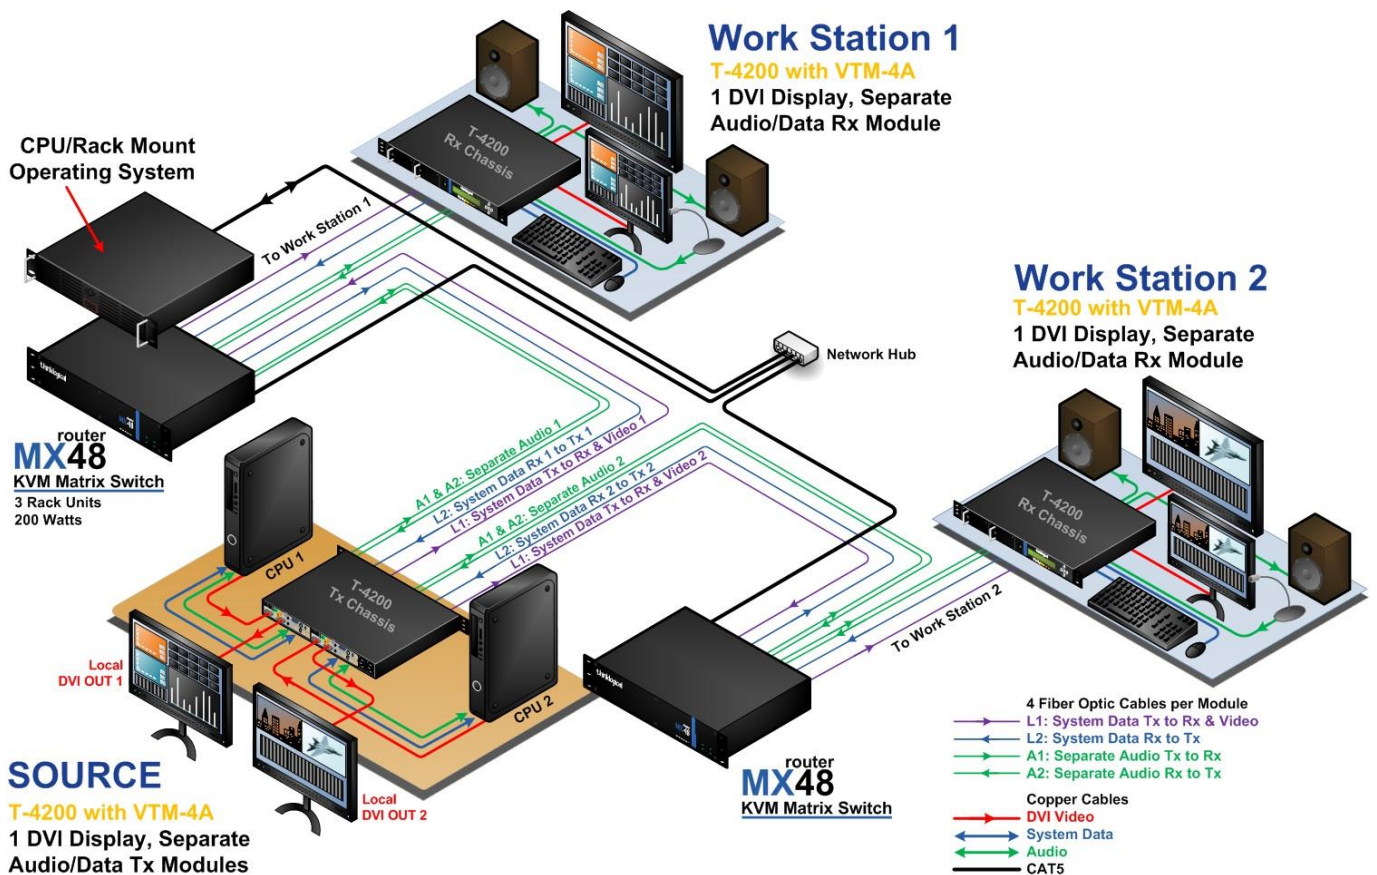 Work Station 1
T-4200 with VTM-4A
1 DVI Display, Separate
Audio/Data Rx Module
CPU/Rack Mount
Operating System
T-4200
Rx Chassis
To Work Station 1
Work Station 2
T-4200 with VTM-4A
1 DVI Display, Separate
Audio/Data Rx Module
Network Hub
thinklogical
MX
48
router
MX48
KVM Matrix Switch
3 Rack Units
200 Watts
A1 & A2: Separate Audio 1
L2: System Data Rx 1 to Tx 1
L1: System Data Tx to Rx & Video 1
A1 & A2: Separate Audio 2
L2: System Data Rx 2 to Tx 2
L1: System Data Tx to Rx & Video 2
T-4200
Rx Chassis
CPU 1
T-4200
Tx Chassis
To Work Station 2
Local
DVI OUT 1
CPU 2
thinklogical
MX
48
4 Fiber Optic Cables per Module
L1: System Data Tx to Rx & Video
L2: System Data Rx to Tx
A1: Separate Audio Tx to Rx
A2: Separate Audio Rx to Tx
Copper Cables
DVI Video
System Data
Audio
CAT5
router
MX48
KVM Matrix Switch
SOURCE
T-4200 with VTM-4A
1 DVI Display, Separate
Audio/Data Tx Modules
Local
DVI OUT 2